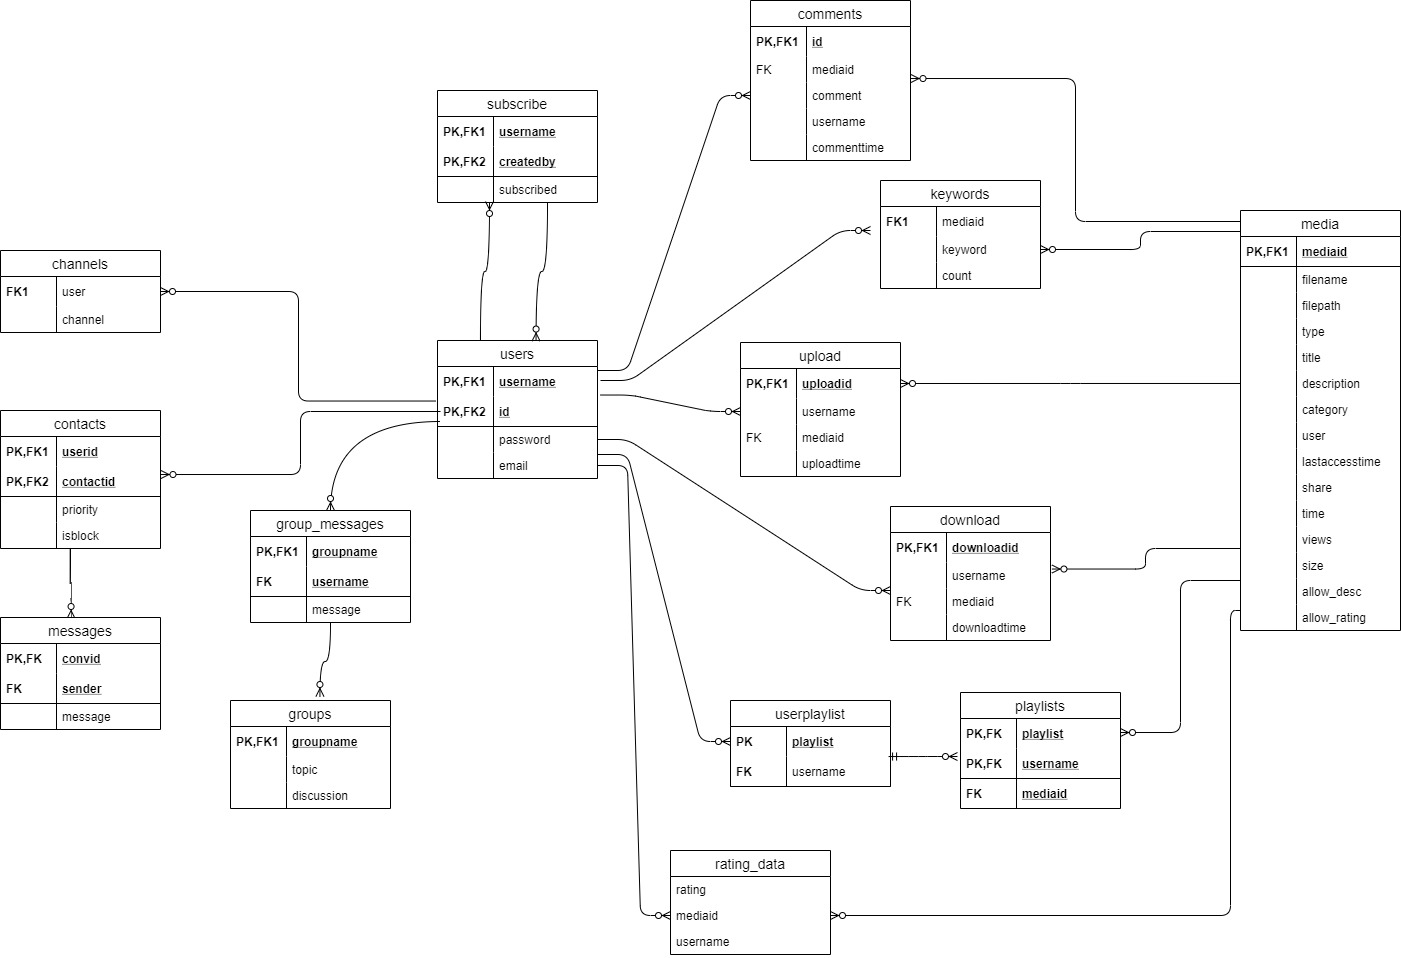 comments
PK,FK1 id
FK mediaid
comment
username
commenttime
subscribe
PK,FK1 username
PK,FK2 createdby
subscribed
keywords
FK1 mediaid
keyword
count
media
PK,FK1 mediaid
filename
filepath
type
title
description
category
user
lastaccesstime
share
time
views
size
allow_desc
allow_rating
channels
FK1 user
channel
users
PK,FK1 username
PK,FK2 id
password
email
upload
PK,FK1 uploadid
username
FK mediaid
uploadtime
contacts
PK,FK1 userid
PK,FK2 contactid
priority
isblock
group_messages
PK,FK1 groupname
FK username
message
download
PK,FK1 downloadid
username
FK mediaid
downloadtime
messages
PK,FK convid
FK sender
message
groups
PK,FK1 groupname
topic
discussion
userplaylist
PK playlist
FK username
playlists
PK,FK playlist
PK,FK username
FK mediaid
rating_data
rating
mediaid
username